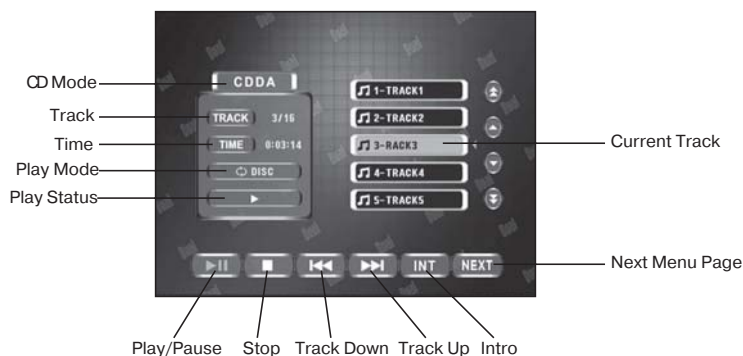 CD Mode
Track
Time
Play Mode
Play Status
CDDA
TRACK 3/16
TIME 0:03:14
DISC
1-TRACK1
2-TRACK2
3-RACK3
4-TRACK4
5-TRACK5
Current Track
INT NEXT
Next Menu Page
Play/Pause Stop Track Down Track Up Intro